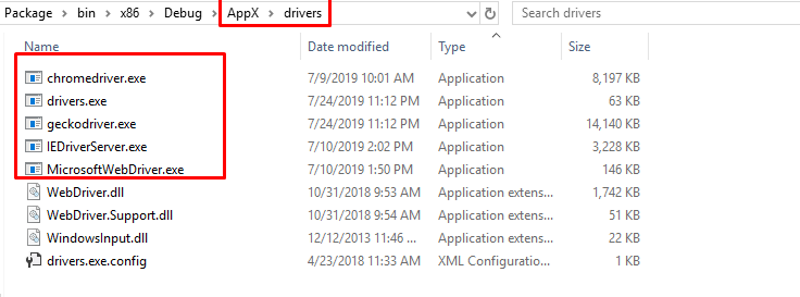 Package > bin > x86 > Debug > AppX > drivers Search drivers
Name Date modified Type Size
chromedriver.exe 7/9/2019 10:01 AM Application 8,197 KB
drivers.exe 7/24/2019 11:12 PM Application 63 KB
geckodriver.exe 7/24/2019 11:12 PM Application 14,140 KB
IEDriverServer.exe 7/10/2019 2:02 PM Application 3,228 KB
MicrosoftWebDriver.exe 7/10/2019 1:50 PM Application 146 KB
WebDriver.dll 10/31/2018 9:53 AM Application extens... 1,742 KB
WebDriver.Support.dll 10/31/2018 9:54 AM Application extens... 51 KB
WindowsInput.dll 12/12/2013 11:46 ... Application extens... 22 KB
drivers.exe.config 4/23/2018 11:33 AM XML Configuratio... 1 KB